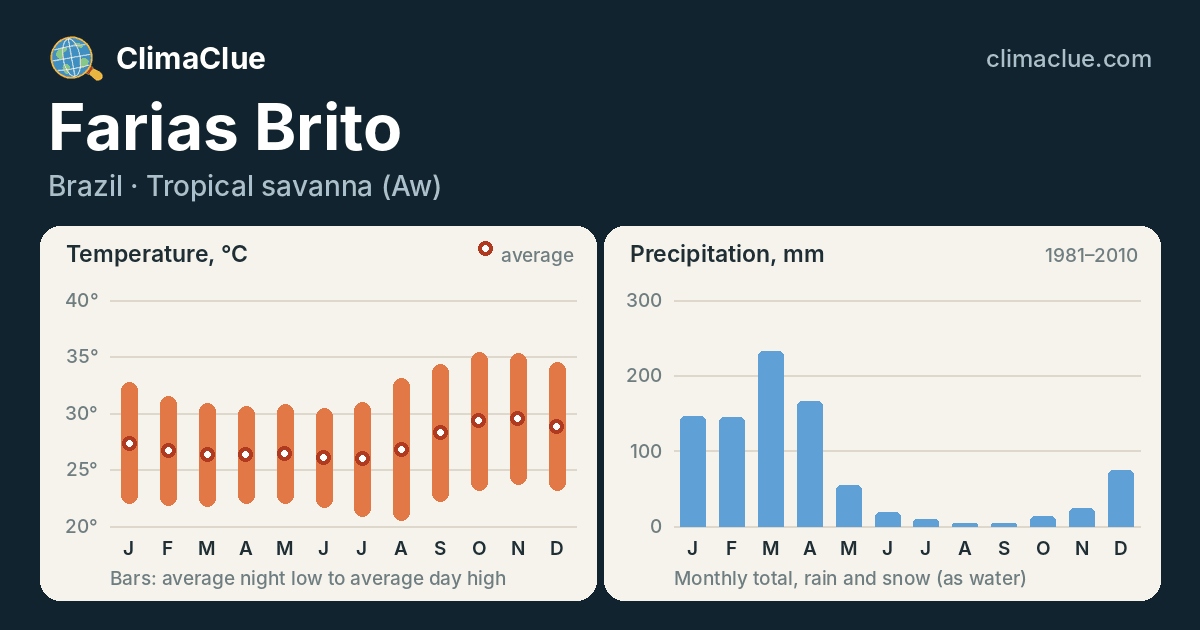 ClimaClue
climaclue.com
Farias Brito
Brazil · Tropical savanna (Aw)
Temperature, °C
average
40°
35°
30°
25°
20°
J F M A M J J A S O N D
Bars: average night low to average day high
Precipitation, mm
1981–2010
300
200
100
0
J F M A M J J A S O N D
Monthly total, rain and snow (as water)